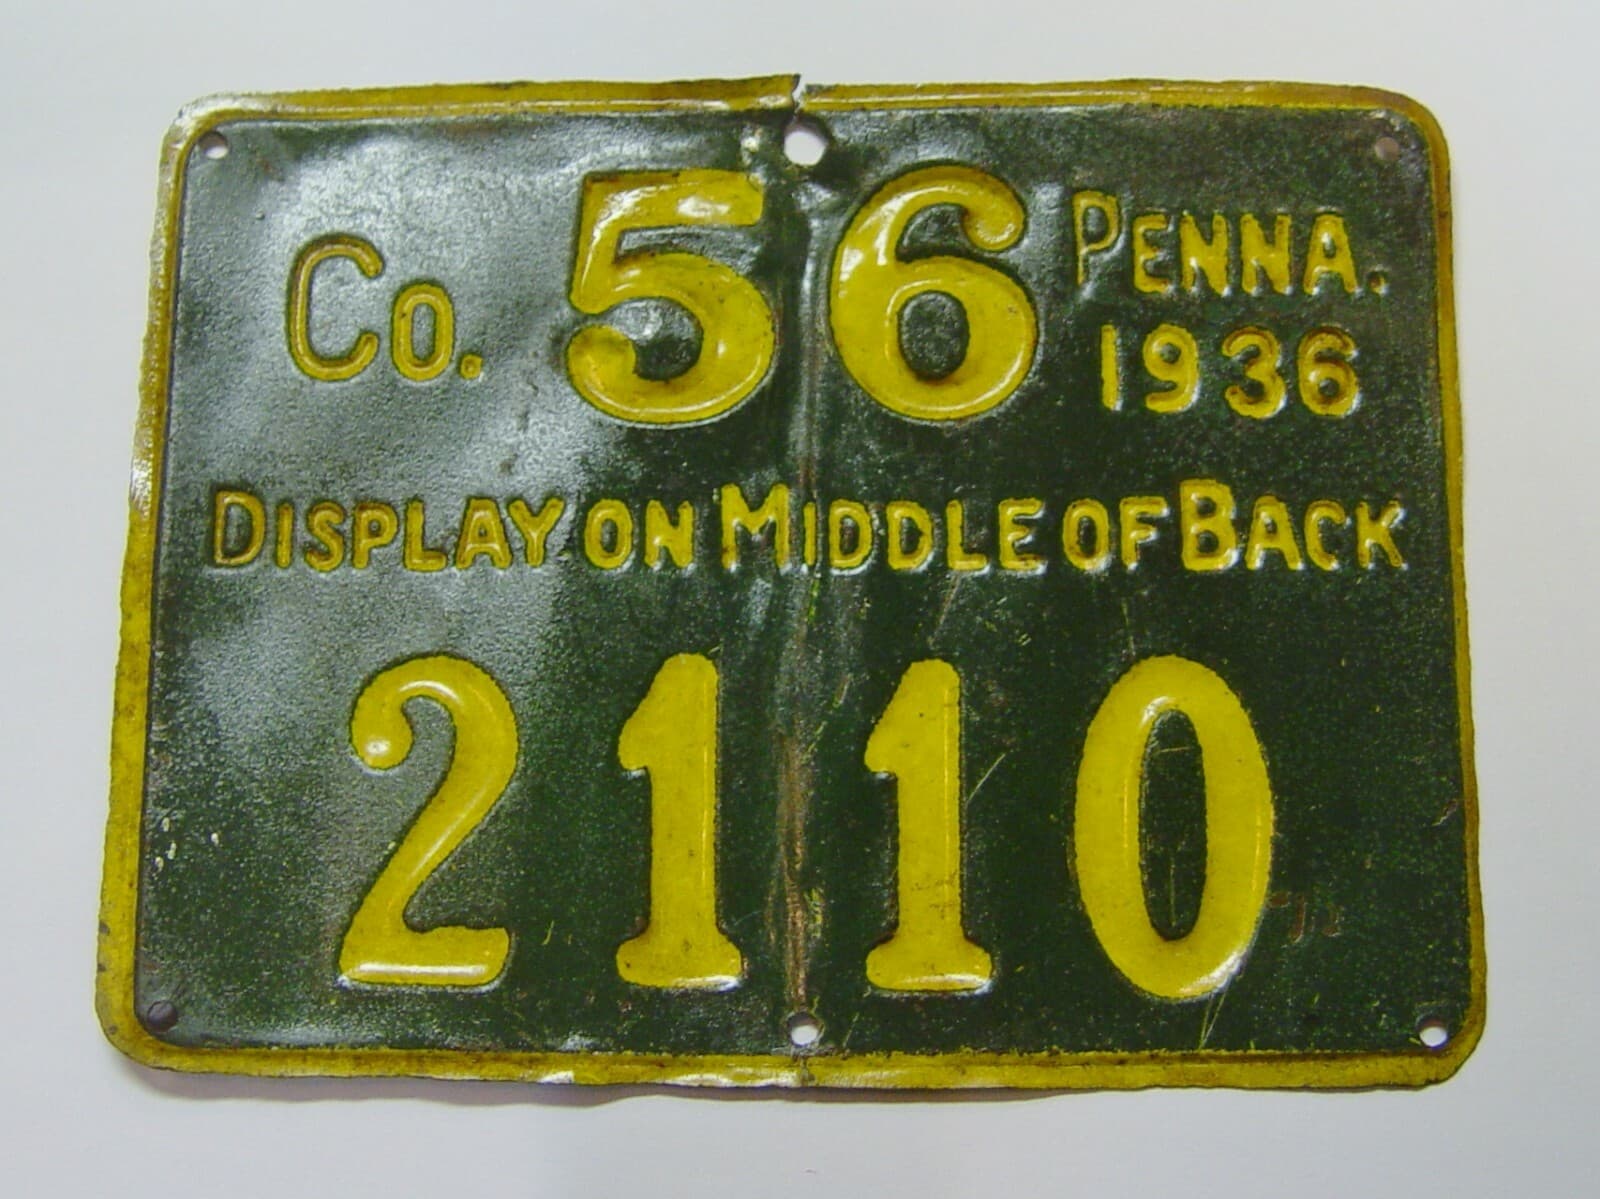 Co. 56 PENNA.
1936
DISPLAY ON MIDDLE OF BACK
2110